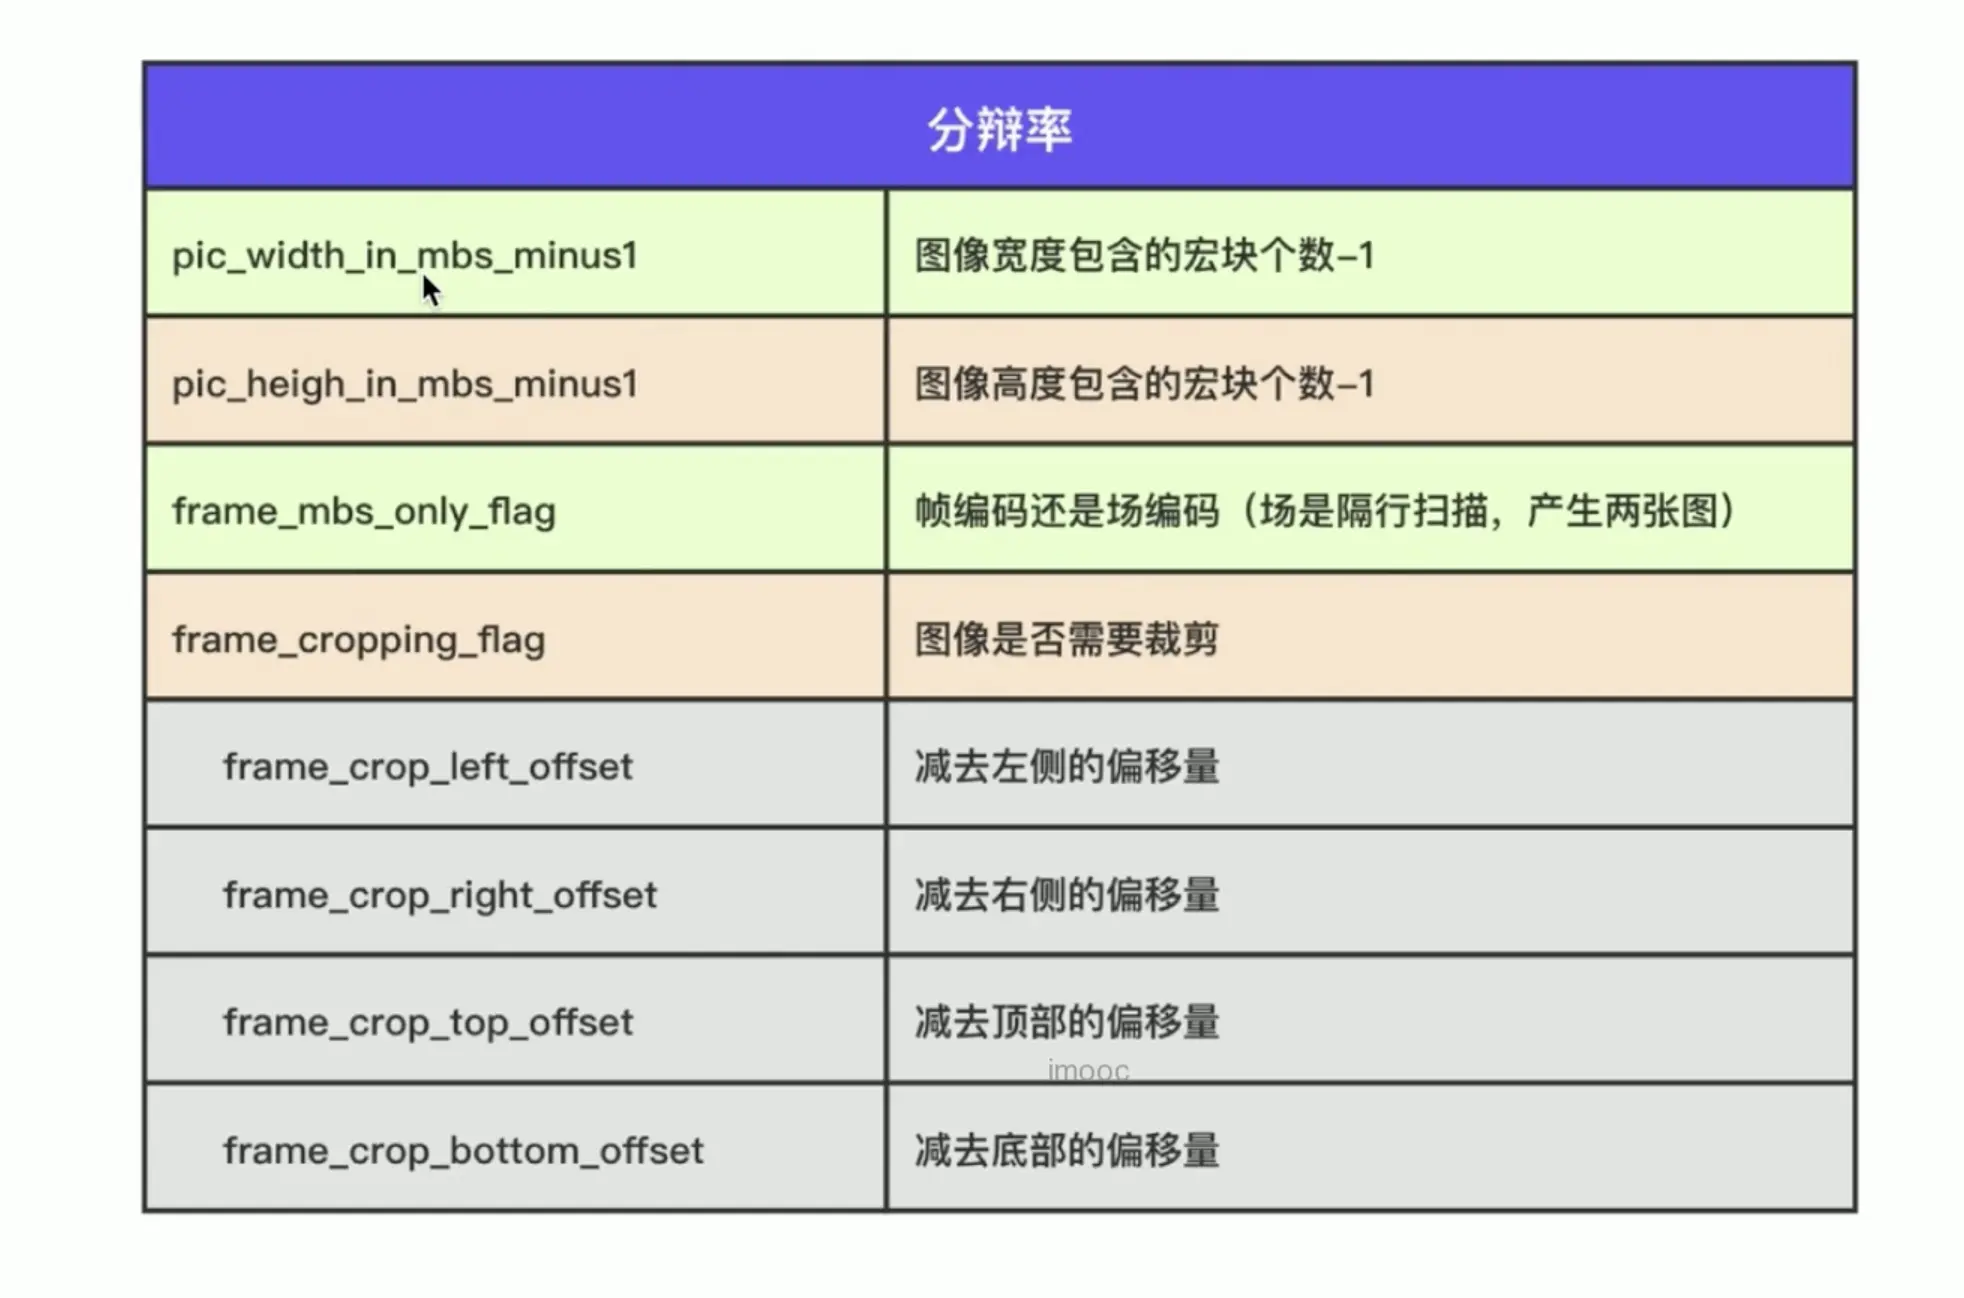 分辩率
pic_width_in_mbs_minus1 图像宽度包含的宏块个数-1
pic_heigh_in_mbs_minus1 图像高度包含的宏块个数-1
frame_mbs_only_flag 帧编码还是场编码（场是隔行扫描，产生两张图）
frame_cropping_flag 图像是否需要裁剪
frame_crop_left_offset 减去左侧的偏移量
frame_crop_right_offset 减去右侧的偏移量
frame_crop_top_offset 减去顶部的偏移量
imooc
frame_crop_bottom_offset 减去底部的偏移量